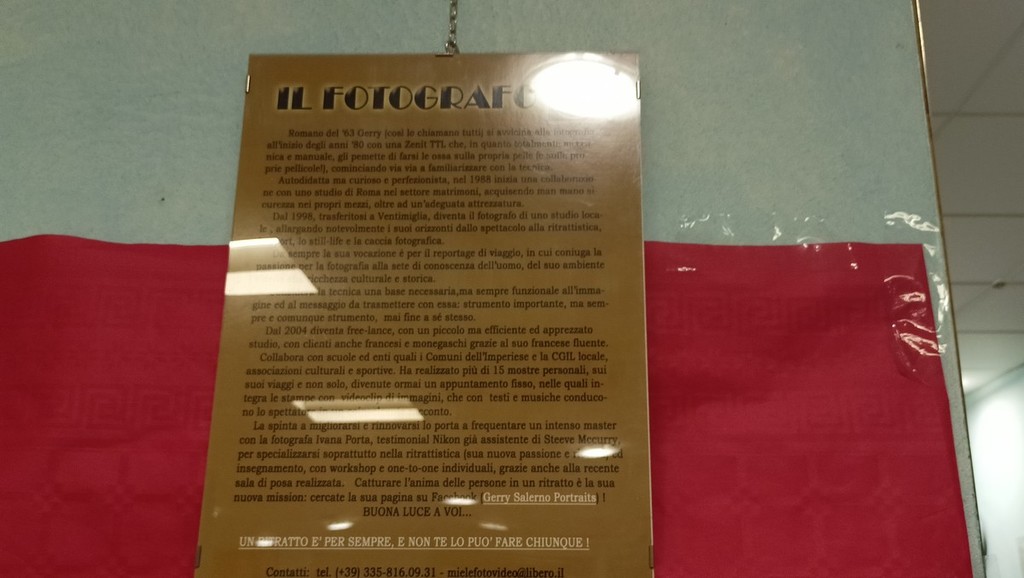 IL FOTOGRAFO
Romano del '63 Gerry (così lo chiamano tutti) si avvicina alla
all'inizio degli anni '80 con una Zenit TTL che, in quanto totalmente
nica e manuale, gli pemette di farsi le ossa sulla propria pelle (o sulle pro-
prie pellicole!), cominciando via via a familiarizzare con la tecnica.
Autodidatta ma curioso e perfezionista, nel 1988 inizia una collaborazio
ne con uno studio di Roma nel settore matrimoni, acquisendo man mano si
curezza nei propri mezzi, oltre ad un'adeguata attrezzatura.
Dal 1998, trasferitosi a Ventimiglia, diventa il fotografo di uno studio loca-
le , allargando notevolmente i suoi orizzonti dallo spettacolo alla ritrattistica,
lo still-life e la caccia fotografica.
Da sempre la sua vocazione è per il reportage di viaggio, in cui coniuga la
passione per la fotografia alla sete di conoscenza dell'uomo, del suo ambiente
ricchezza culturale e storica.
la tecnica una base necessaria,ma sempre funzionale all'imma-
gine ed al messaggio da trasmettere con essa: strumento importante, ma sem-
pre e comunque strumento, mai fine a sé stesso.
Dal 2004 diventa free-lance, con un piccolo ma efficiente ed apprezzato
studio, con clienti anche francesi e monegaschi grazie al suo francese fluente.
Collabora con scuole ed enti quali i Comuni dell'Imperiese e la CGIL locale,
associazioni culturali e sportive. Ha realizzato più di 15 mostre personali, sui
suoi viaggi e non solo, divenute ormai un appuntamento fisso, nelle quali in-
tegra le stampe con videoclip di immagini, che con testi e musiche conduco-
no lo spettatore
La spinta a migliorarsi e rinnovarsi lo porta a frequentare un intenso master
con la fotografa Ivana Porta, testimonial Nikon già assistente di Steeve Mccurry,
per specializzarsi soprattutto nella ritrattistica (sua nuova passione e ed
insegnamento, con workshop e one-to-one individuali, grazie anche alla recente
sala di posa realizzata. Catturare l'anima delle persone in un ritratto è la sua
nuova mission: cercate la sua pagina su Facebook (Gerry Salerno Portraits) !
BUONA LUCE A VOI...
UN RITRATTO E' PER SEMPRE, E NON TE LO PUO' FARE CHIUNQUE !
Contatti: tel. (+39) 335-816.09.31 - mielefotovideo@libero.il